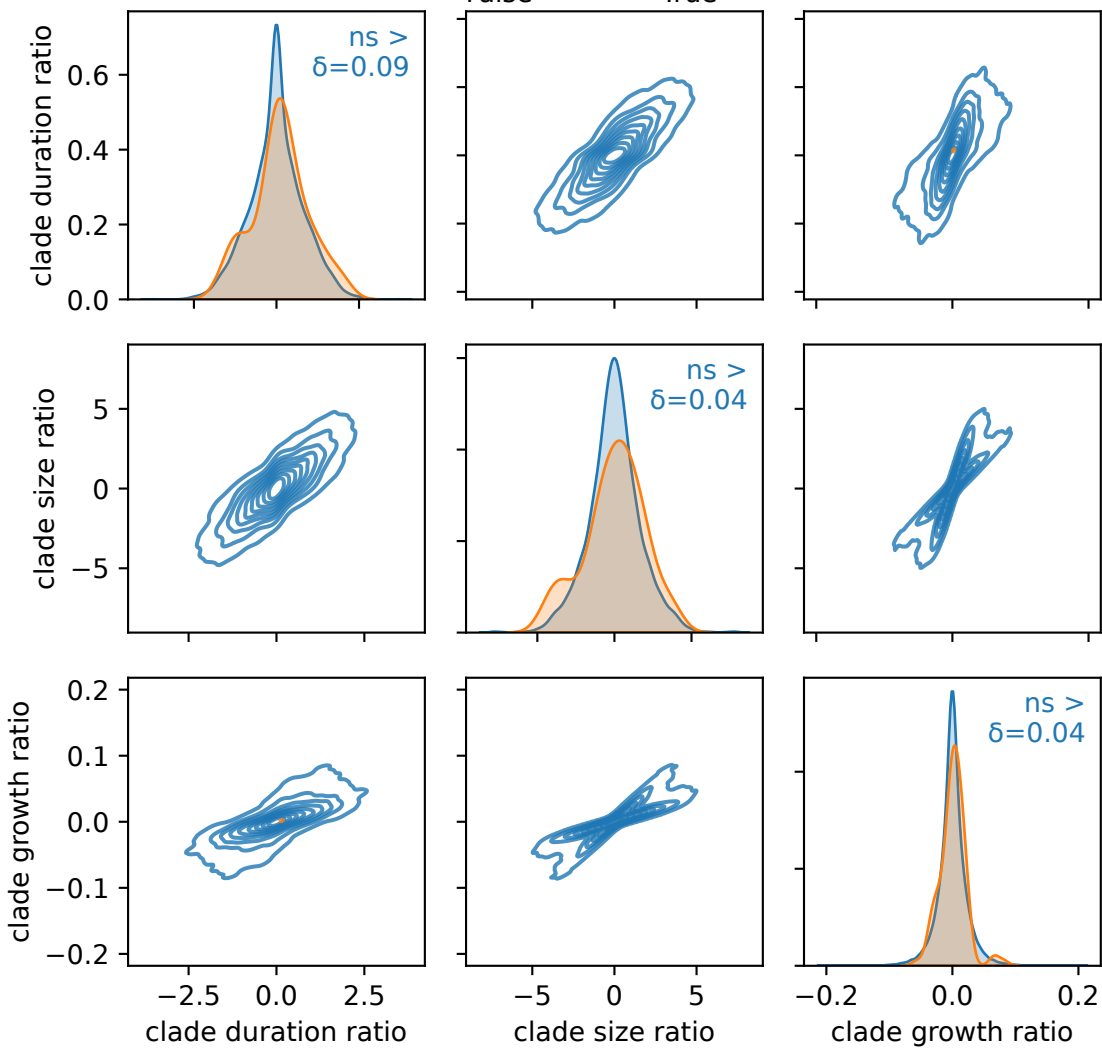 clade duration ratio
0.6
0.4
0.2
0.0
ns >
δ=0.09
clade size ratio
5
0
−5
ns >
δ=0.04
clade growth ratio
0.2
0.1
0.0
−0.1
−0.2
ns >
δ=0.04
−2.5 0.0 2.5
clade duration ratio
−5 0 5
clade size ratio
−0.2 0.0 0.2
clade growth ratio